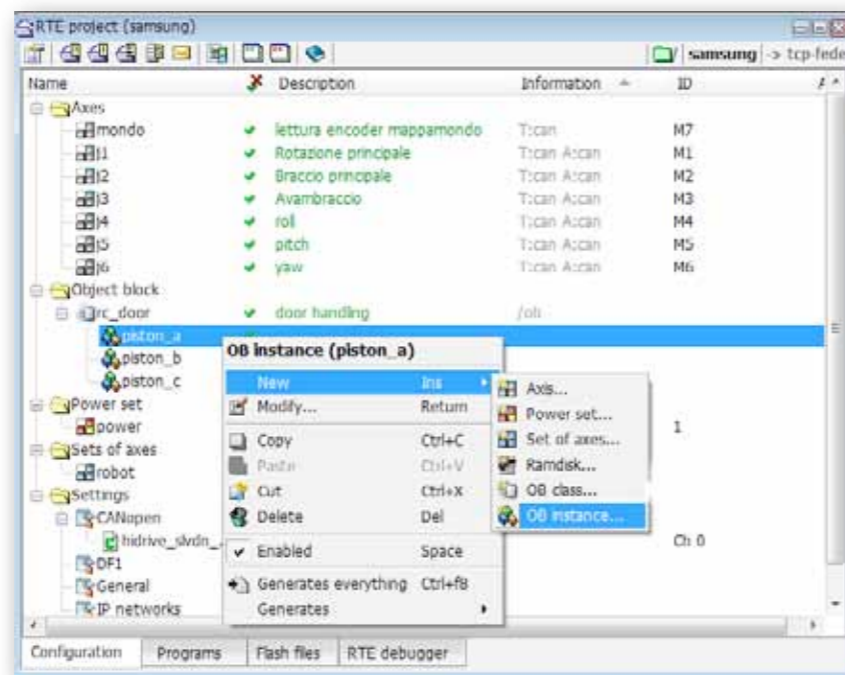 RTE project (samsung)
samsung -> tcp-fede
Name Description Information ID
Axes
mondo lettura encoder mappamondo T:can M7
j1 Rotazione principale T:can A:can M1
j2 Braccio principale T:can A:can M2
j3 Avambraccio T:can A:can M3
j4 roll T:can A:can M4
j5 pitch T:can A:can M5
j6 yaw T:can A:can M6
Object block
rc_door door handling /ob
piston_a
piston_b
piston_c
Power set
power 1
Sets of axes
robot
Settings
CANopen
hidrive_slvdn_ Ch 0
DF1
General
IP networks
OB instance (piston_a)
New Ins
Modify... Return
Copy Ctrl+C
Paste Ctrl+V
Cut Ctrl+X
Delete Del
Enabled Space
Generates everything Ctrl+f8
Generates
Axis...
Power set...
Set of axes...
Ramdisk...
OB class...
OB instance...
Configuration Programs Flash files RTE debugger